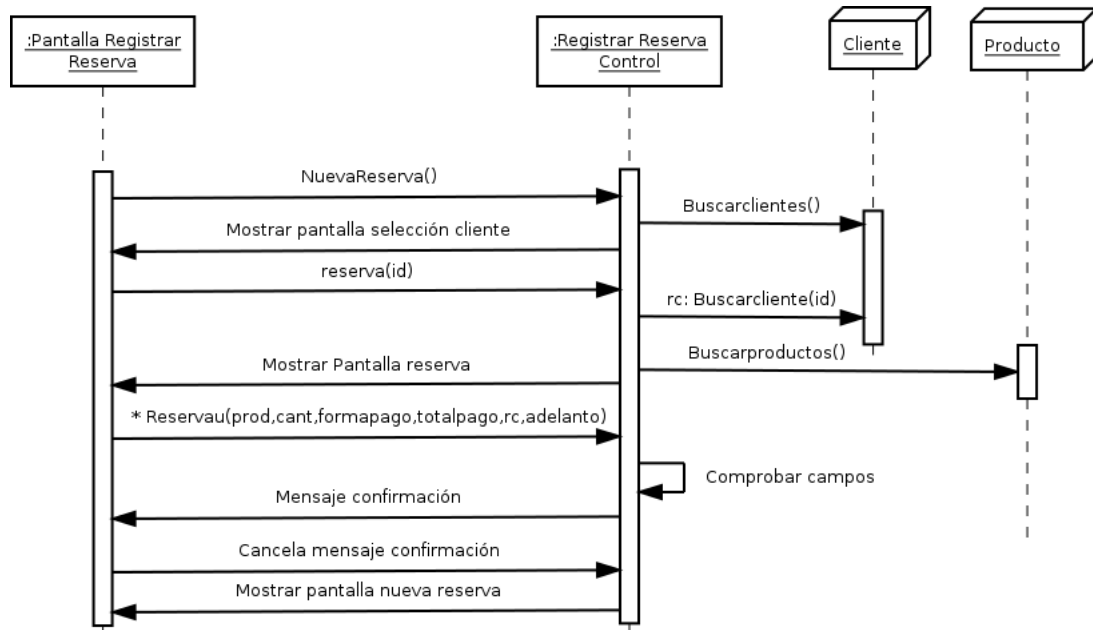 :Pantalla Registrar
Reserva
:Registrar Reserva
Control
Cliente
Producto
NuevaReserva()
Buscarclientes()
Mostrar pantalla selección cliente
reserva(id)
rc: Buscarcliente(id)
Buscarproductos()
Mostrar Pantalla reserva
* Reservau(prod,cant,formapago,totalpago,rc,adelanto)
Comprobar campos
Mensaje confirmación
Cancela mensaje confirmación
Mostrar pantalla nueva reserva